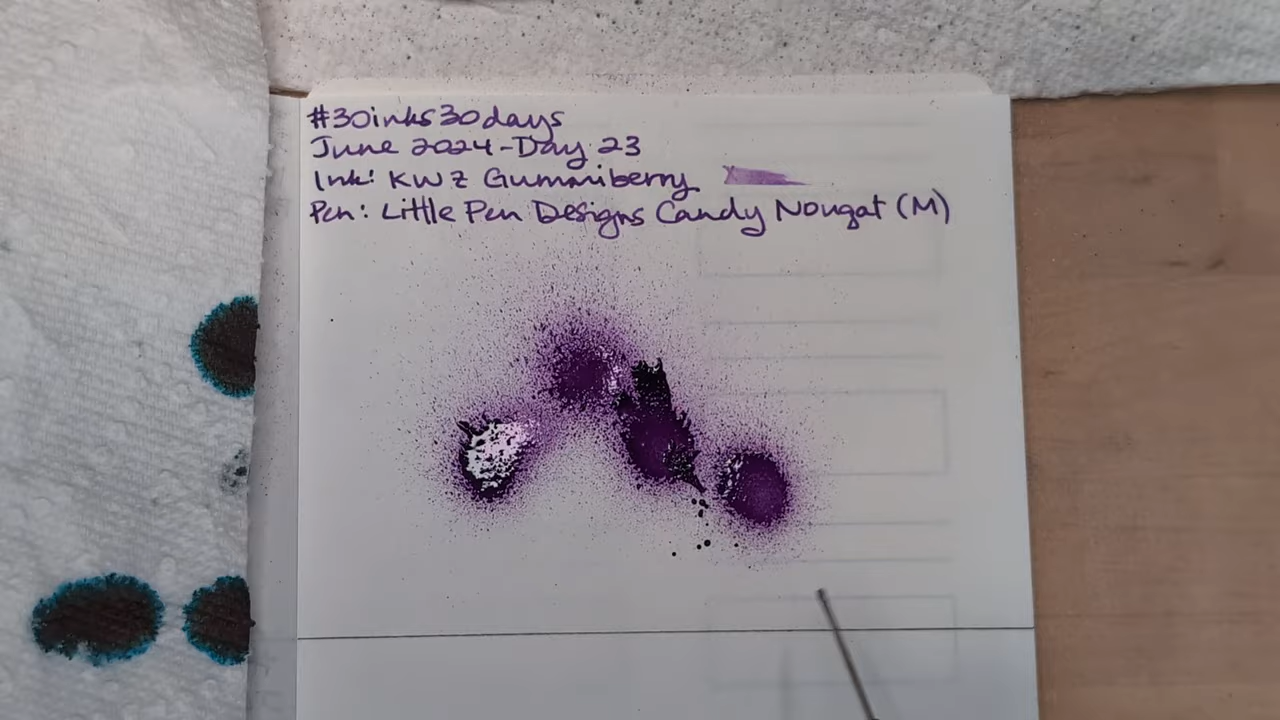 #30inks30days
June 2024-Day 23
Ink: KWZ Gummiberry
Pen: Little Pen Designs Candy Nougat (M)